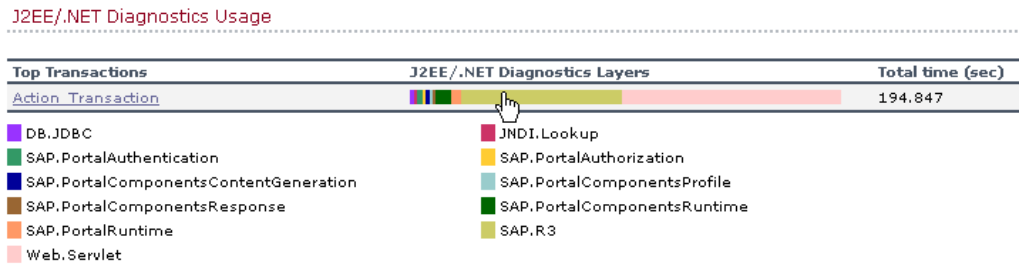 J2EE/.NET Diagnostics Usage
Top Transactions J2EE/.NET Diagnostics Layers Total time (sec)
Action_Transaction 194.847
DB.JDBC JNDI.Lookup
SAP.PortalAuthentication SAP.PortalAuthorization
SAP.PortalComponentsContentGeneration SAP.PortalComponentsProfile
SAP.PortalComponentsResponse SAP.PortalComponentsRuntime
SAP.PortalRuntime SAP.R3
Web.Servlet